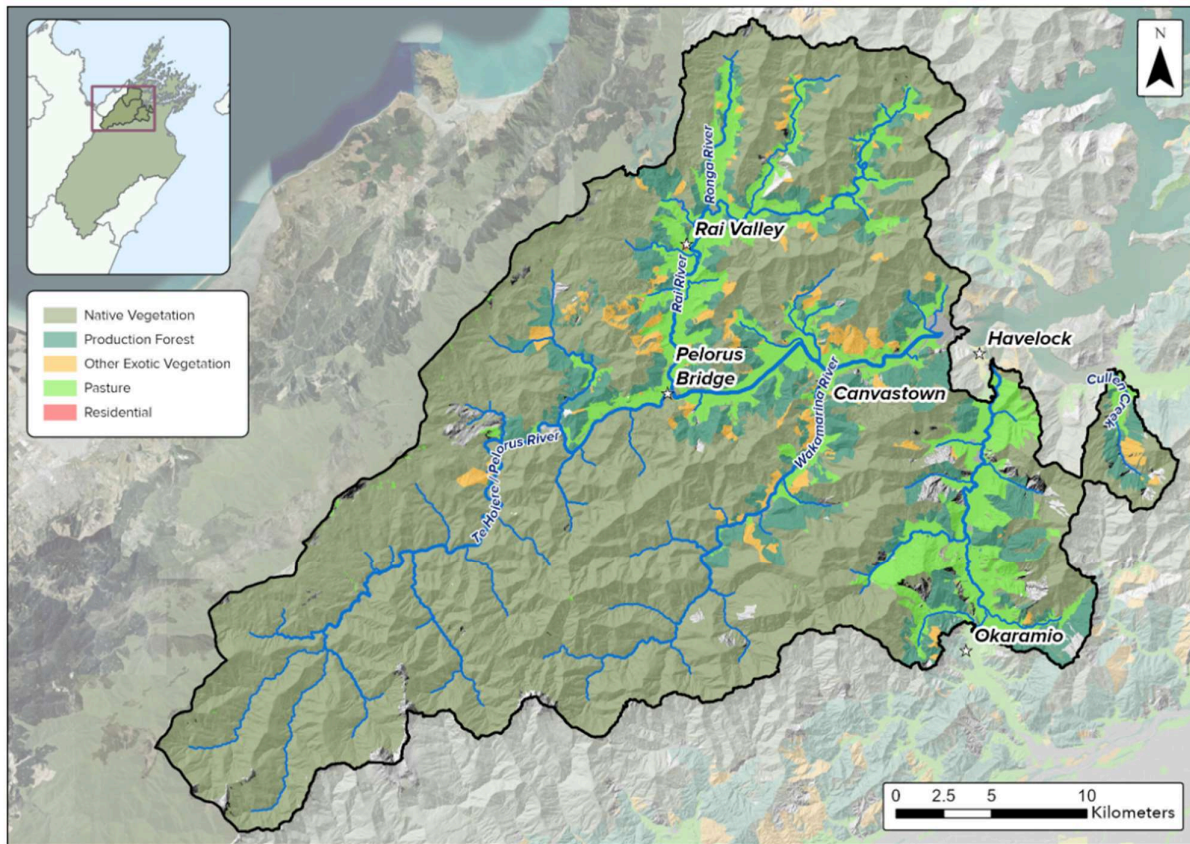 N
Native Vegetation
Production Forest
Other Exotic Vegetation
Pasture
Residential
Ronga River
Rai Valley
Rai River
Pelorus
Bridge
Havelock
Canvastown
Cullen
Creek
Wakamarina River
Te Hoiere / Pelorus River
Okaramio
0 2.5 5 10
Kilometers